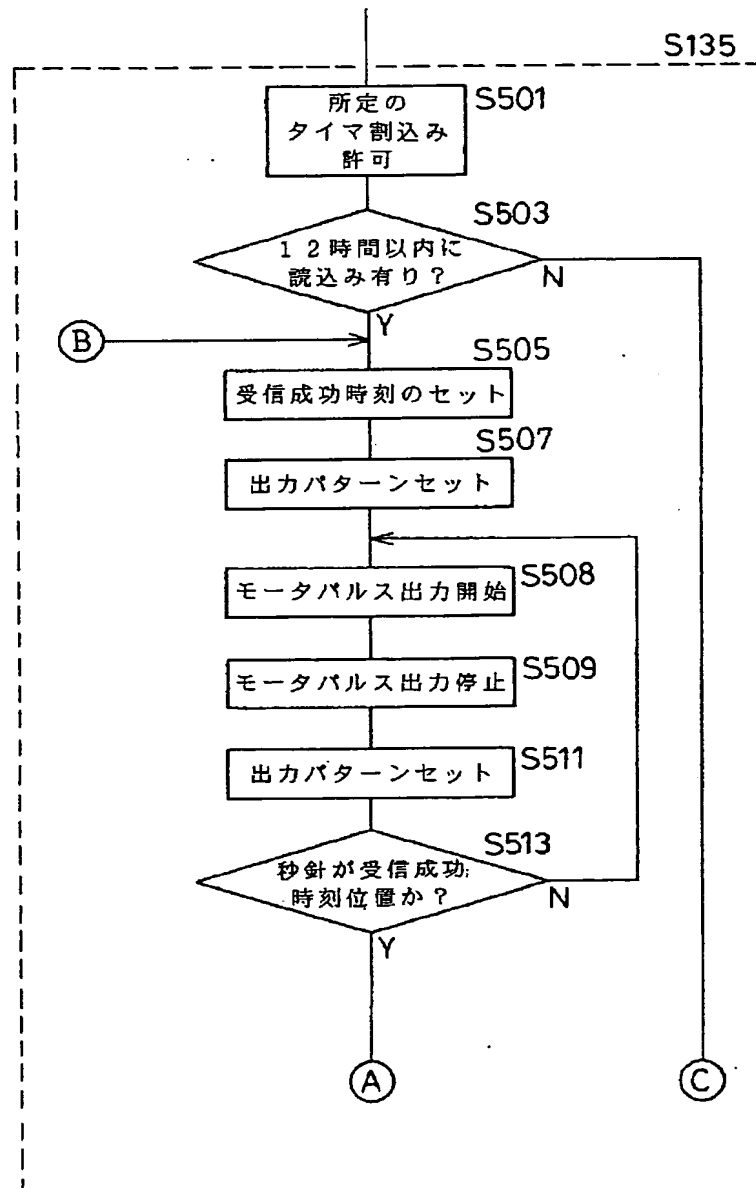 S135
所定の
タイマ割込み
許可
S501
S503
12時間以内に
読込み有り?
N
Y
B
S505
受信成功時刻のセット
S507
出力パターンセット
S508
モータパルス出力開始
S509
モータパルス出力停止
S511
出力パターンセット
S513
秒針が受信成功
時刻位置か?
N
Y
A
C